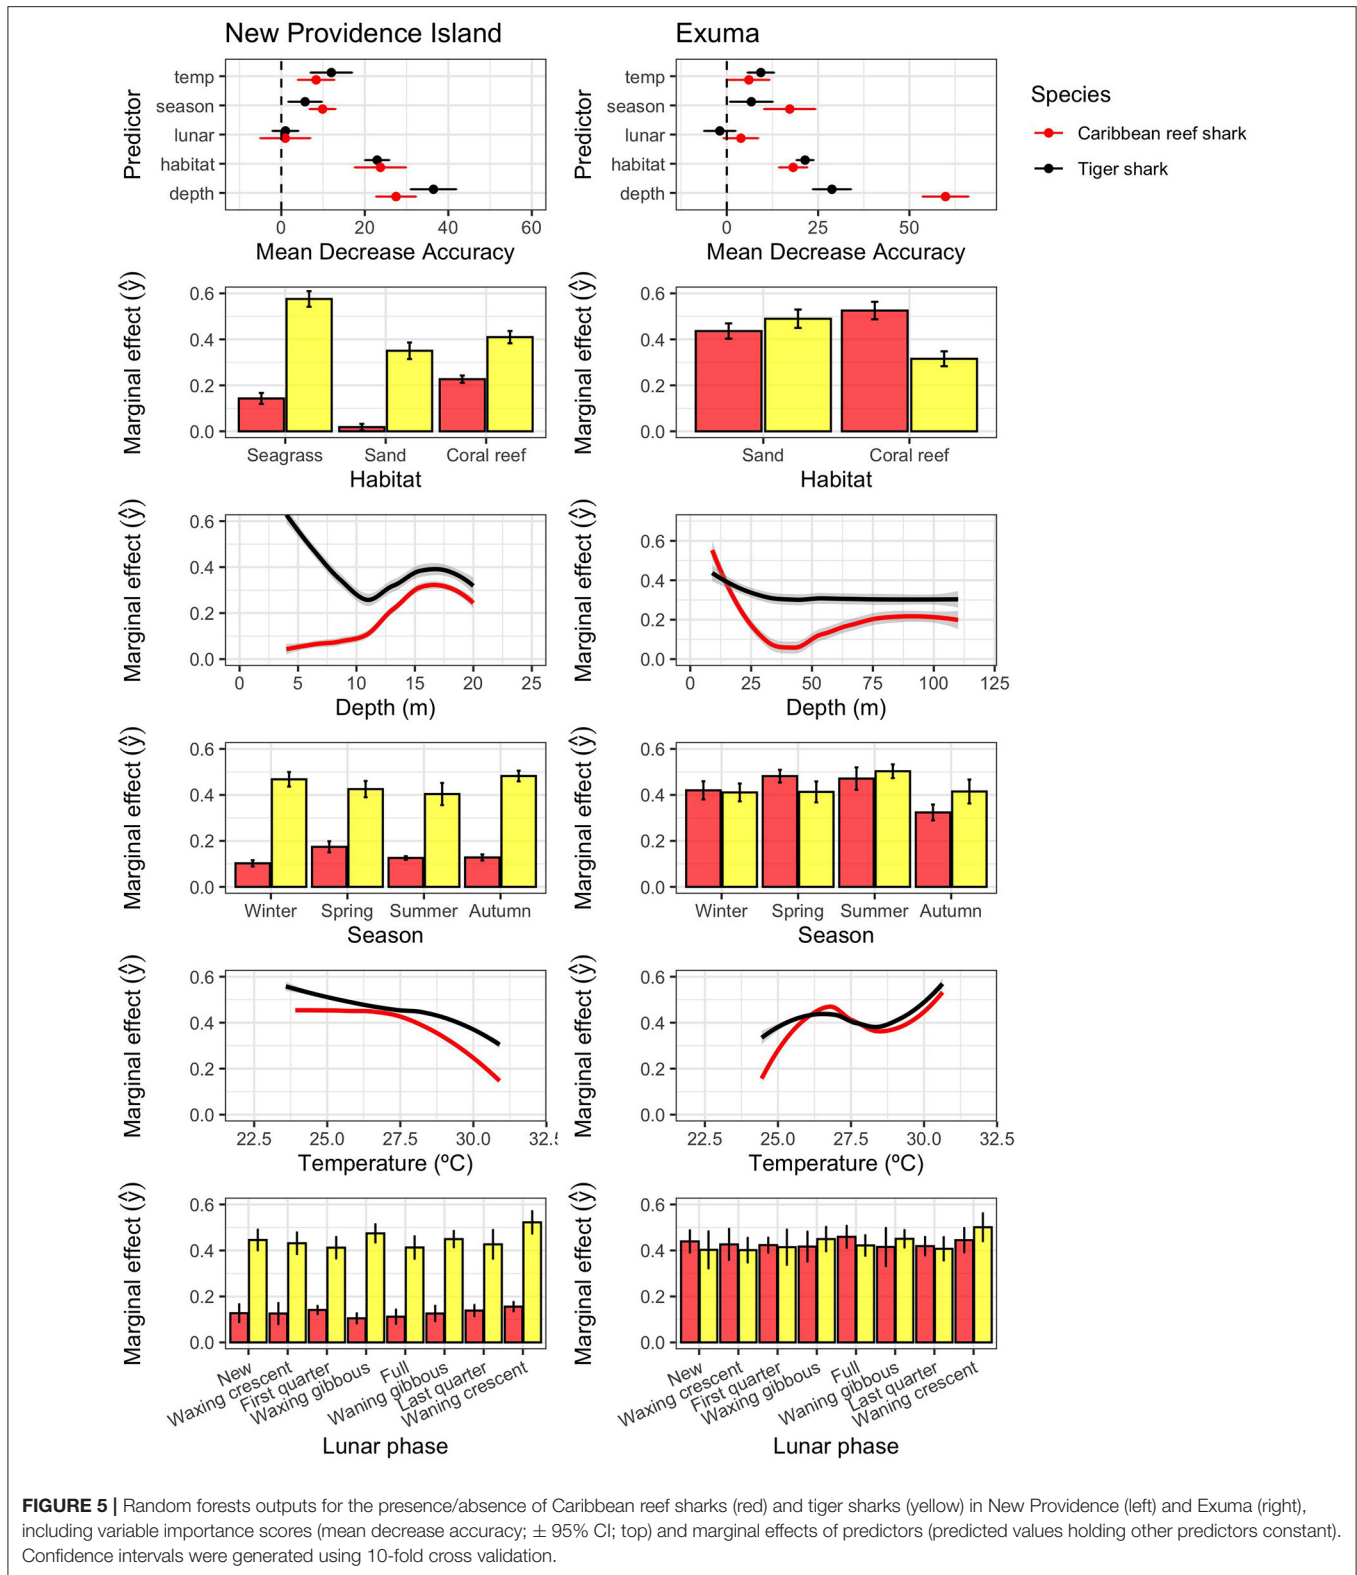 New Providence Island
Exuma
Predictor
temp
season
lunar
habitat
depth
0 20 40 60
Mean Decrease Accuracy
Predictor
temp
season
lunar
habitat
depth
0 25 50
Mean Decrease Accuracy
Species
Caribbean reef shark
Tiger shark
Marginal effect (ŷ)
0.6
0.4
0.2
0.0
Seagrass Sand Coral reef
Habitat
Marginal effect (ŷ)
0.6
0.4
0.2
0.0
Sand Coral reef
Habitat
Marginal effect (ŷ)
0.6
0.4
0.2
0.0
0 5 10 15 20 25
Depth (m)
Marginal effect (ŷ)
0.6
0.4
0.2
0.0
0 25 50 75 100 125
Depth (m)
Marginal effect (ŷ)
0.6
0.4
0.2
0.0
Winter Spring Summer Autumn
Season
Marginal effect (ŷ)
0.6
0.4
0.2
0.0
Winter Spring Summer Autumn
Season
Marginal effect (ŷ)
0.6
0.4
0.2
0.0
22.5 25.0 27.5 30.0 32.5
Temperature (ºC)
Marginal effect (ŷ)
0.6
0.4
0.2
0.0
22.5 25.0 27.5 30.0 32.5
Temperature (ºC)
Marginal effect (ŷ)
0.6
0.4
0.2
0.0
New
Waxing crescent
First quarter
Waxing gibbous
Full
Waning gibbous
Last quarter
Waning crescent
Lunar phase
Marginal effect (ŷ)
0.6
0.4
0.2
0.0
New
Waxing crescent
First quarter
Waxing gibbous
Full
Waning gibbous
Last quarter
Waning crescent
Lunar phase
FIGURE 5 | Random forests outputs for the presence/absence of Caribbean reef sharks (red) and tiger sharks (yellow) in New Providence (left) and Exuma (right),
including variable importance scores (mean decrease accuracy; ± 95% CI; top) and marginal effects of predictors (predicted values holding other predictors constant).
Confidence intervals were generated using 10-fold cross validation.